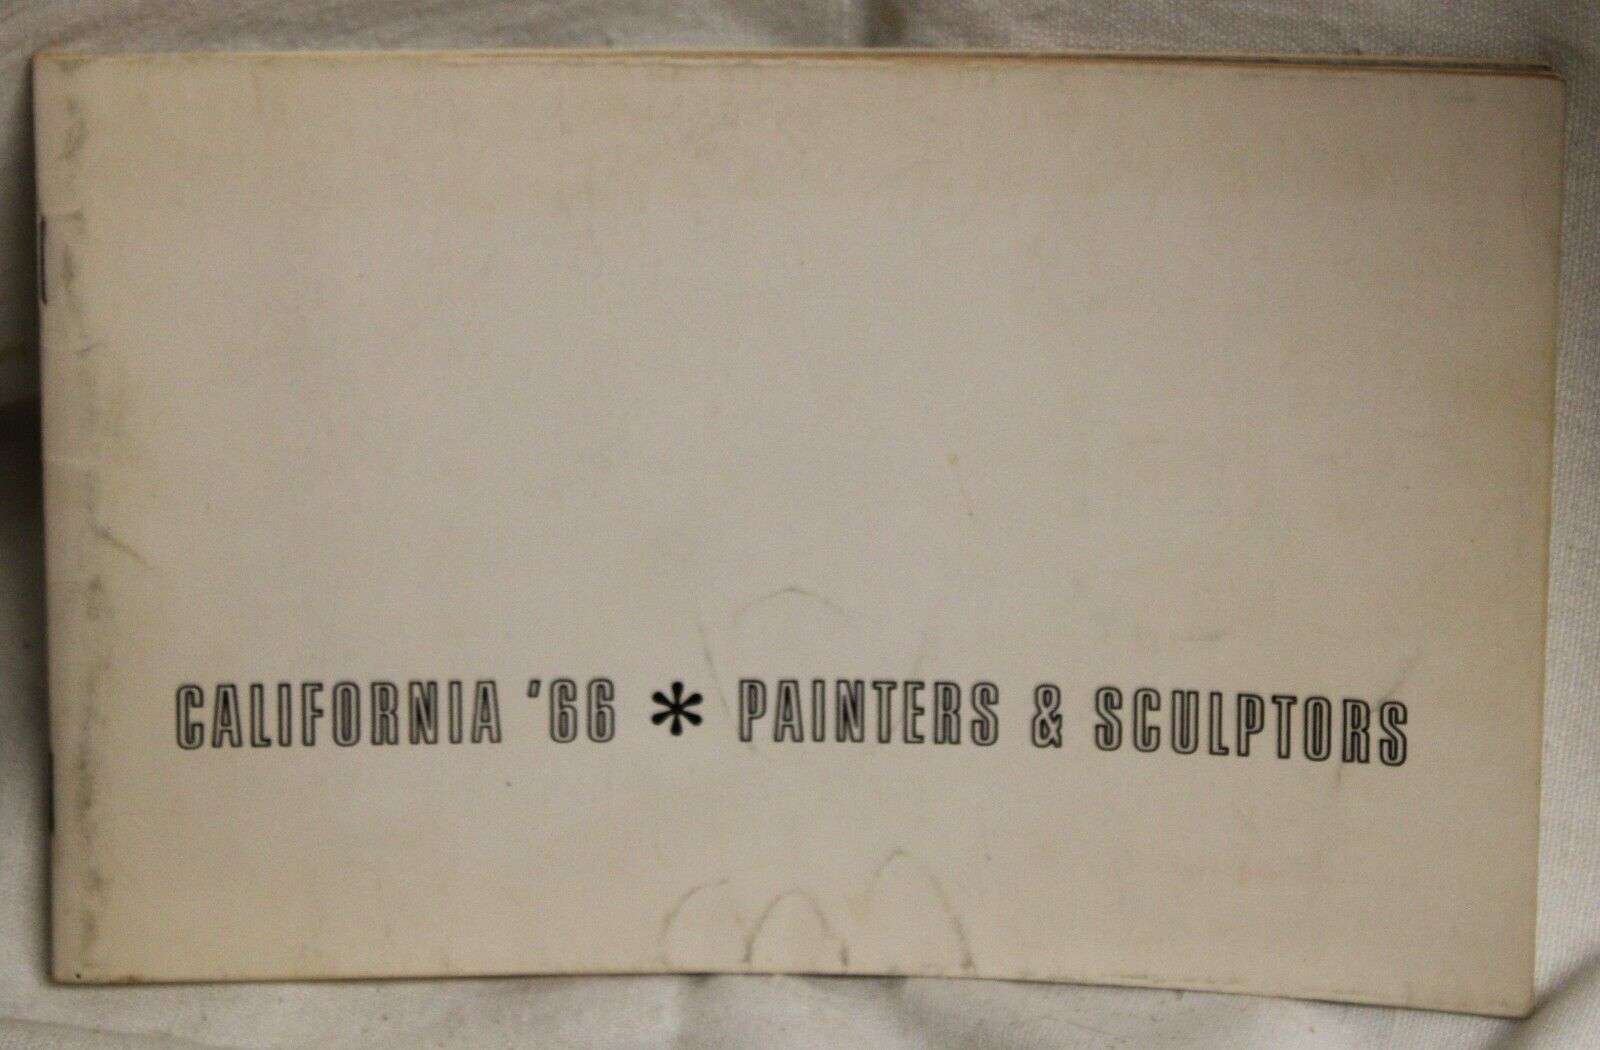 CALIFORNIA '66 * PAINTERS & SCULPTORS